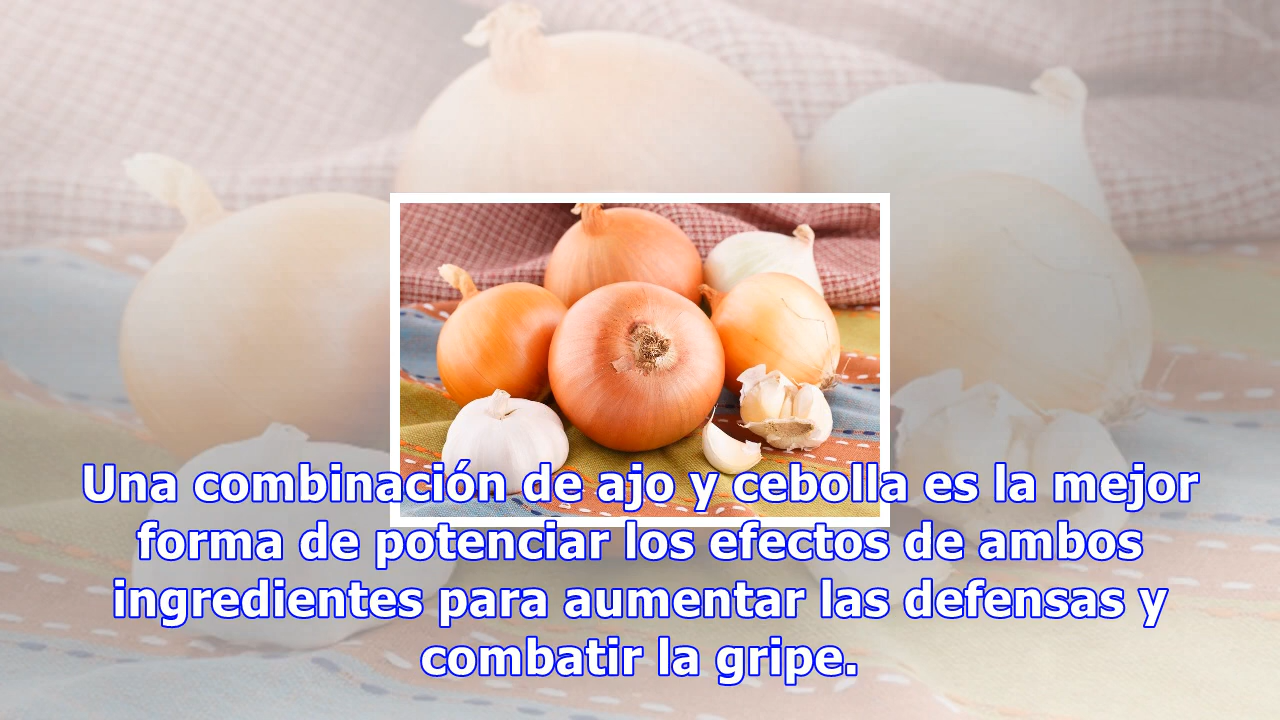 Una combinación de ajo y cebolla es la mejor
forma de potenciar los efectos de ambos
ingredientes para aumentar las defensas y
combatir la gripe.